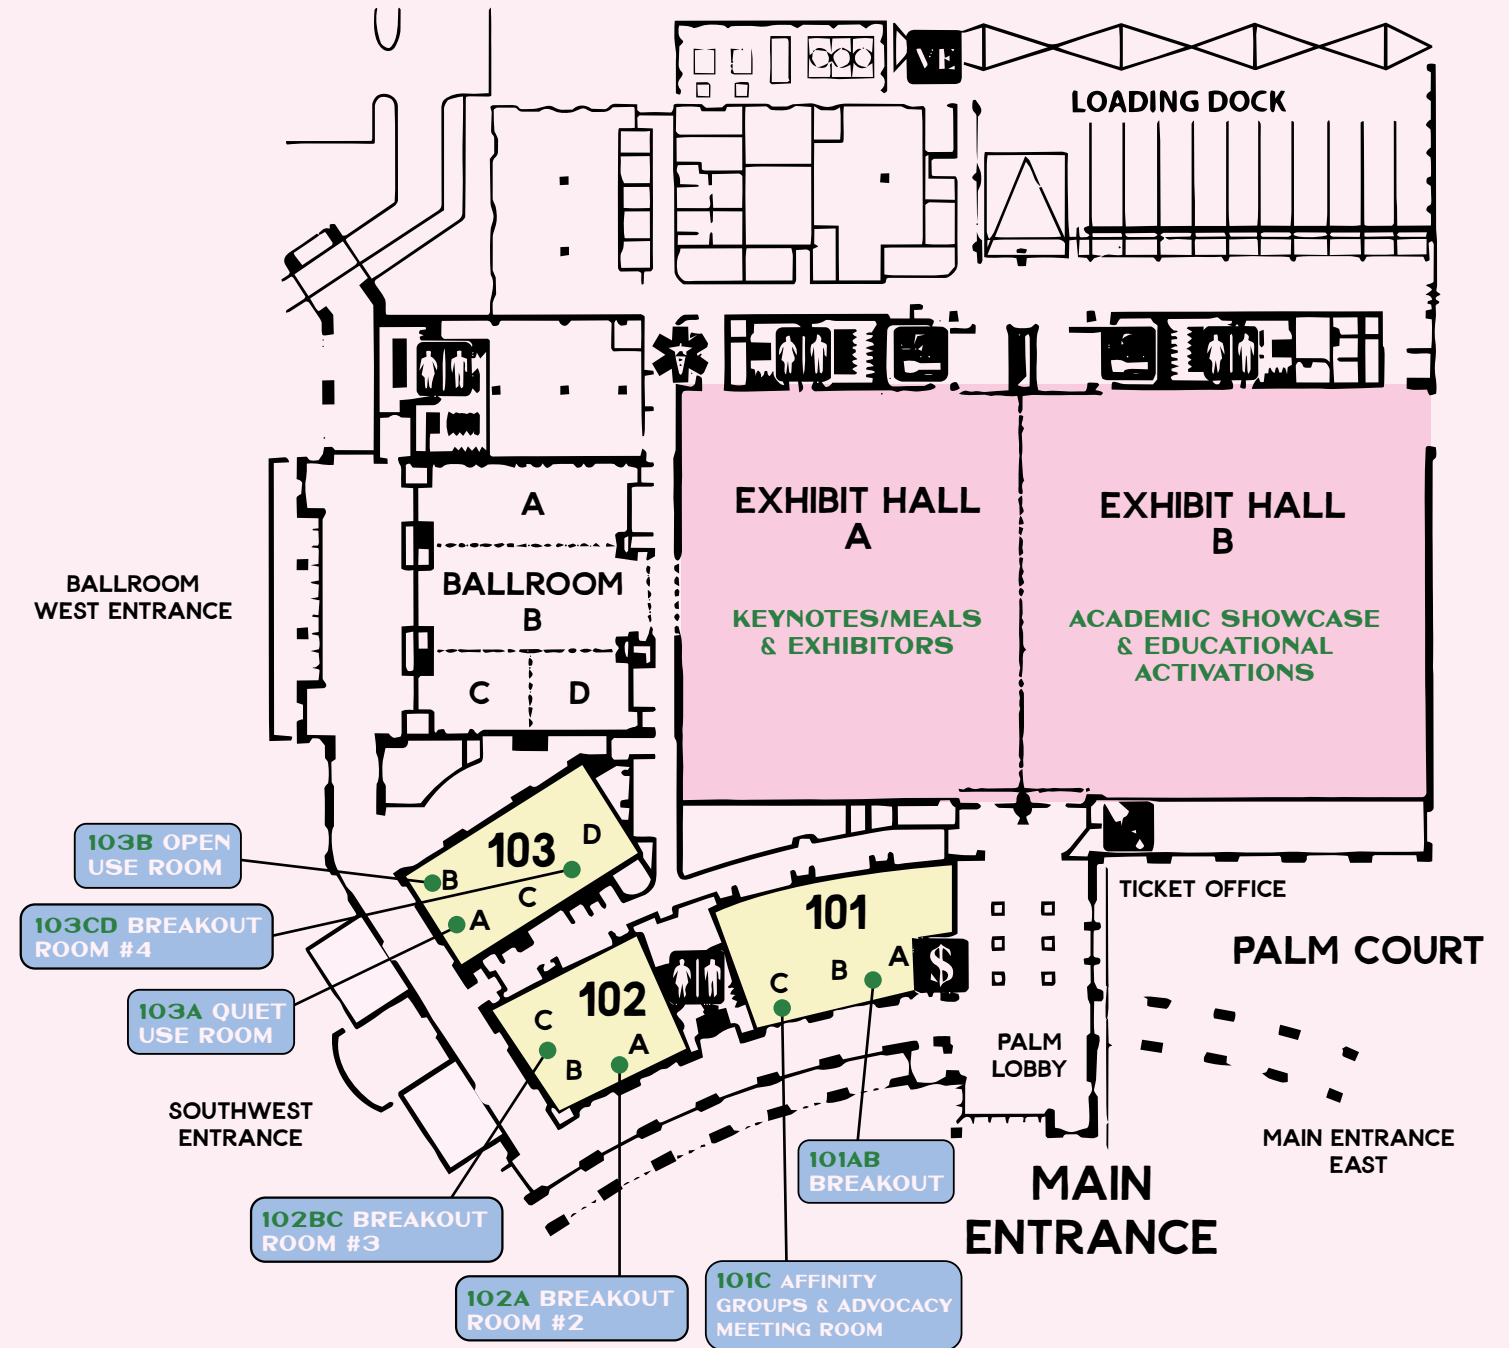 VE
LOADING DOCK
EXHIBIT HALL
A
EXHIBIT HALL
B
KEYNOTES/MEALS
& EXHIBITORS
ACADEMIC SHOWCASE
& EDUCATIONAL
ACTIVATIONS
A
BALLROOM
B
C
D
BALLROOM
WEST ENTRANCE
103
D
B
C
A
103B OPEN
USE ROOM
103CD BREAKOUT
ROOM #4
103A QUIET
USE ROOM
101
A
B
C
$
102
C
A
B
TICKET OFFICE
PALM COURT
PALM
LOBBY
SOUTHWEST
ENTRANCE
MAIN ENTRANCE
EAST
MAIN
ENTRANCE
101AB
BREAKOUT
102BC BREAKOUT
ROOM #3
102A BREAKOUT
ROOM #2
101C AFFINITY
GROUPS & ADVOCACY
MEETING ROOM